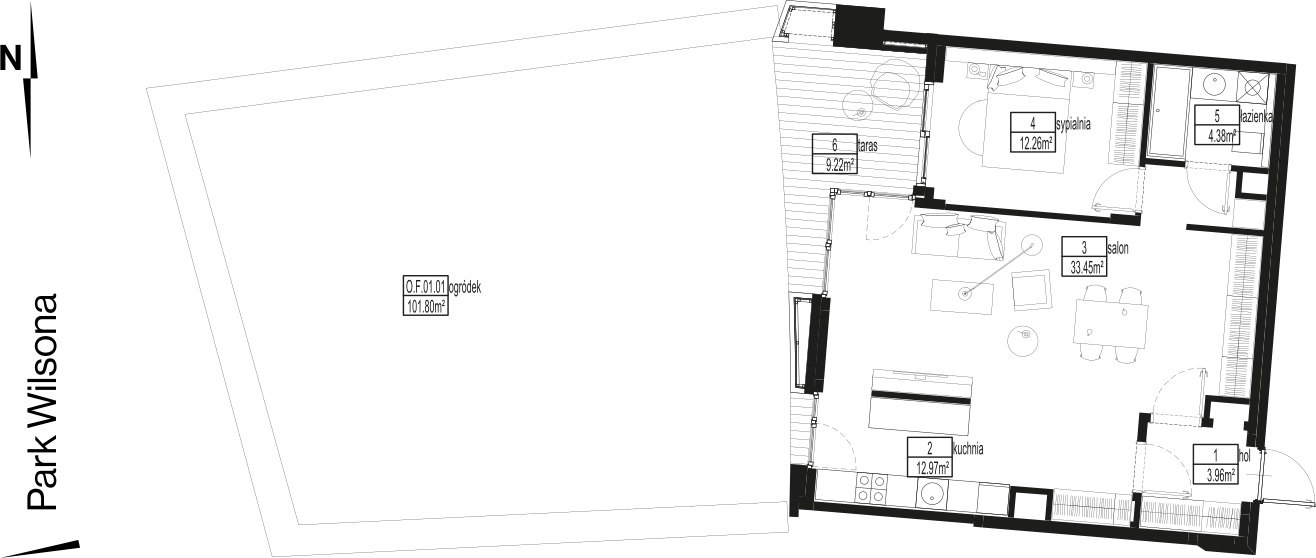 N
Park Wilsona
O.F.01.01 ogródek
101.80m²
6 taras
9.22m²
4 sypialnia
12.26m²
5 łazienka
4.38m²
3 salon
33.45m²
2 kuchnia
12.97m²
1 hol
3.96m²